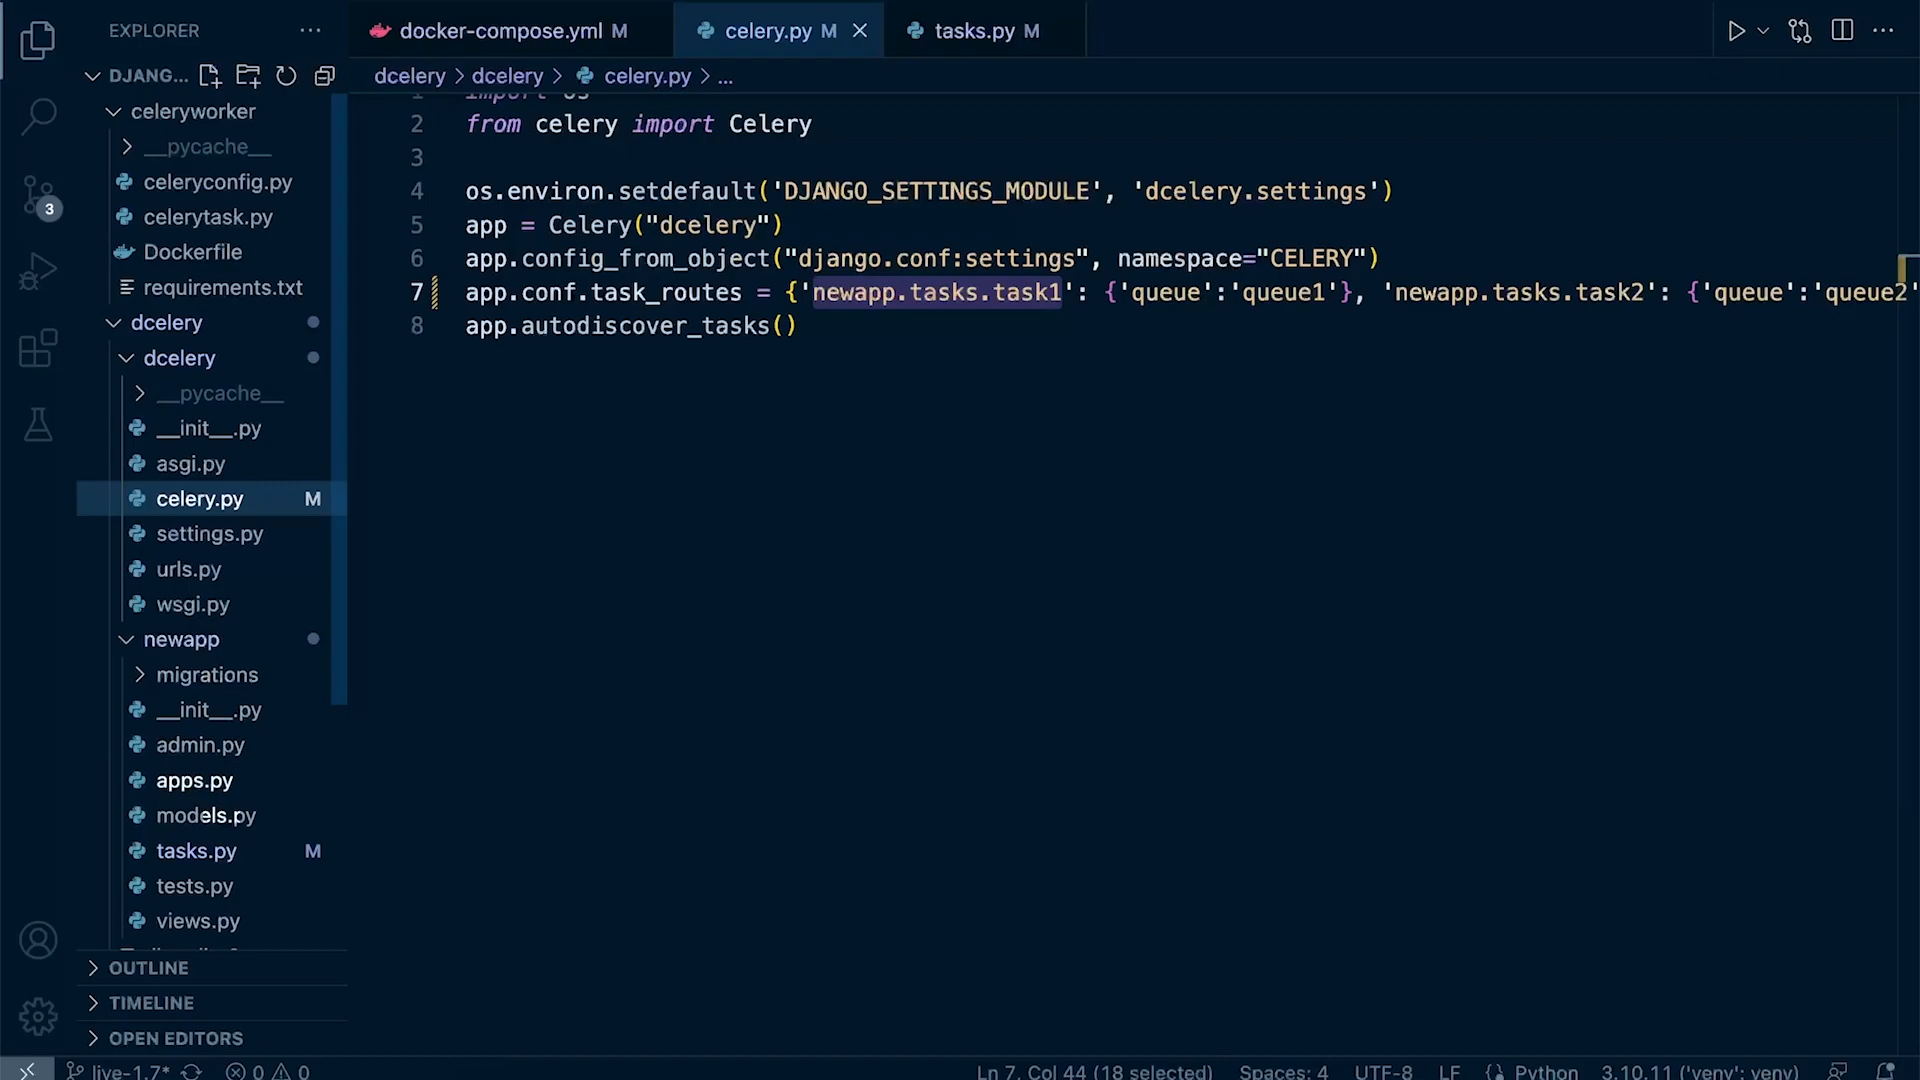 EXPLORER
DJANG...
celeryworker
__pycache__
celeryconfig.py
celerytask.py
Dockerfile
requirements.txt
dcelery
dcelery
__pycache__
__init__.py
asgi.py
celery.py M
settings.py
urls.py
wsgi.py
newapp
migrations
__init__.py
admin.py
apps.py
models.py
tasks.py M
tests.py
views.py
OUTLINE
TIMELINE
OPEN EDITORS
3
docker-compose.yml M
celery.py M
tasks.py M
dcelery > dcelery > celery.py > ...
1 import os
2 from celery import Celery
3
4 os.environ.setdefault('DJANGO_SETTINGS_MODULE', 'dcelery.settings')
5 app = Celery("dcelery")
6 app.config_from_object("django.conf:settings", namespace="CELERY")
7 app.conf.task_routes = {'newapp.tasks.task1': {'queue':'queue1'}, 'newapp.tasks.task2': {'queue':'queue2'
8 app.autodiscover_tasks()
live-1.7* 0 0
Ln 7, Col 44 (18 selected) Spaces: 4 UTF-8 LF Python 3.10.11 ('venv': venv)